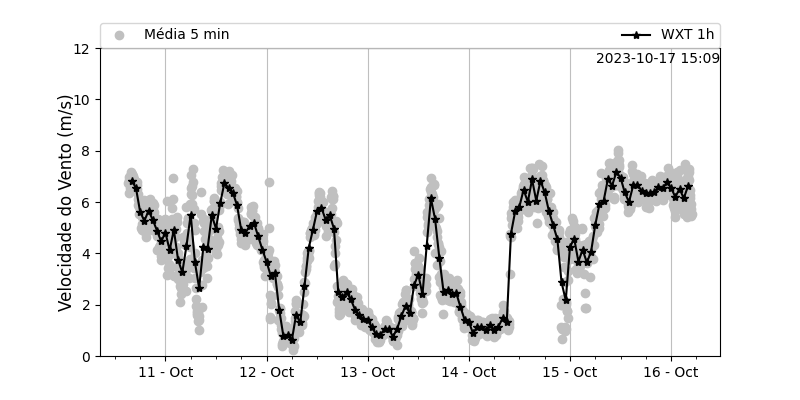 Média 5 min
WXT 1h
2023-10-17 15:09
Velocidade do Vento (m/s)
12
10
8
6
4
2
0
11 - Oct
12 - Oct
13 - Oct
14 - Oct
15 - Oct
16 - Oct